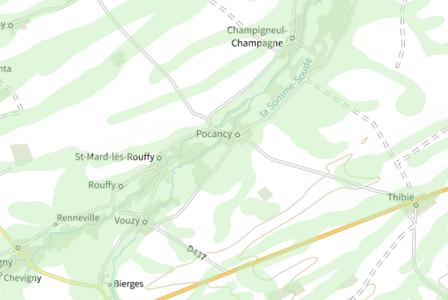 Champigneul-
Champagne
la Somme-Soude
Pocancy
St-Mard-lès-Rouffy
Rouffy
Thibie
Renneville
Vouzy
D437
Chevigny
Bierges